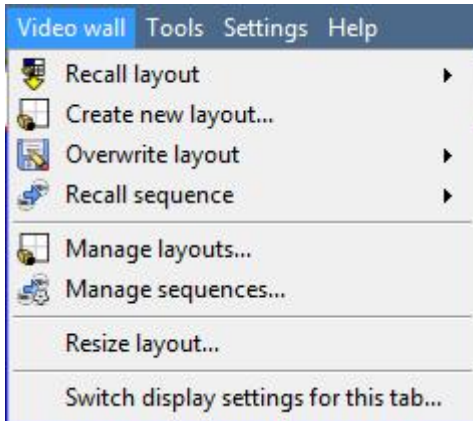 Video wall Tools Settings Help
Recall layout
Create new layout...
Overwrite layout
Recall sequence
Manage layouts...
Manage sequences...
Resize layout...
Switch display settings for this tab...